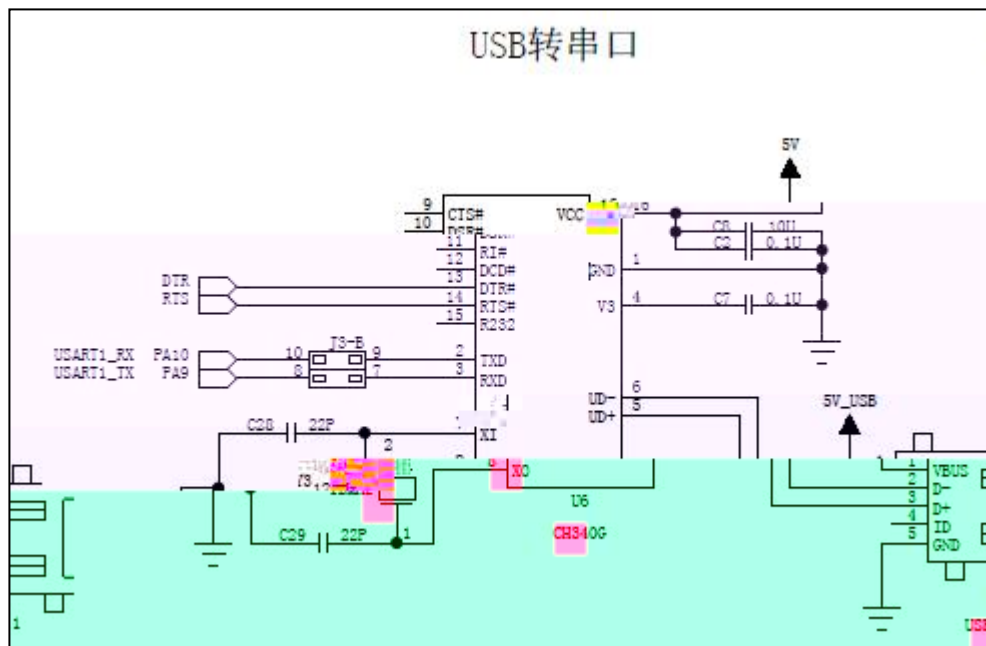 USB转串口
5V
9 CTS# VCC
10
C8 10U
C2 0.1U
11 RI#
12 DCD# GND 1
DTR 13 DTR#
RTS 14 RTS# V3 4 C7 0.1U
15 R232
J3-B
USART1_RX PA10 10 9 2 TXD
USART1_TX PA9 8 7 3 RXD
UD- 6
UD+ 5
5V_USB
C28 22P XI
2
XO
1 VBUS
2 D-
3 D+
4 ID
5 GND
U6
C29 22P 1 CH340G
1